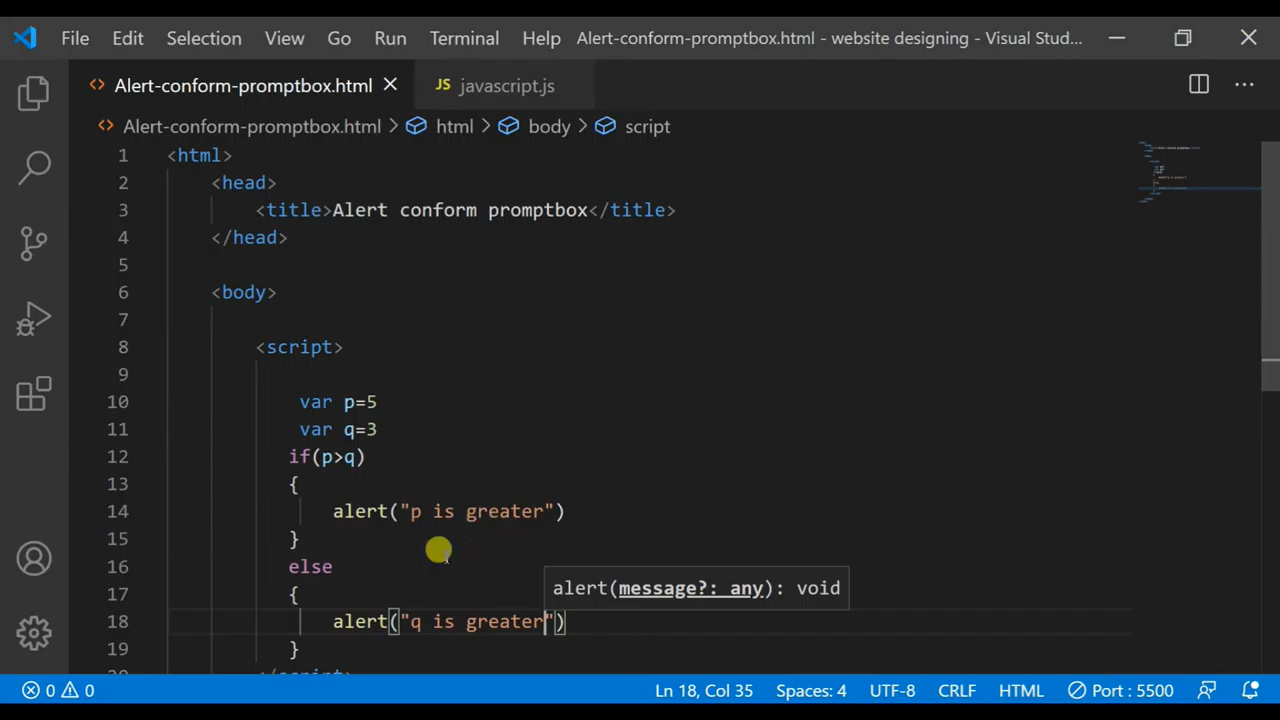 File Edit Selection View Go Run Terminal Help Alert-conform-promptbox.html - website designing - Visual Stud...
Alert-conform-promptbox.html JS javascript.js
Alert-conform-promptbox.html > html > body > script
1 <html>
2 <head>
3 <title>Alert conform promptbox</title>
4 </head>
5
6 <body>
7
8 <script>
9
10 var p=5
11 var q=3
12 if(p>q)
13 {
14 alert("p is greater")
15 }
16 else
17 {
alert(message?: any): void
18 alert("q is greater")
19 }
20 </script>
0 0 Ln 18, Col 35 Spaces: 4 UTF-8 CRLF HTML Port : 5500